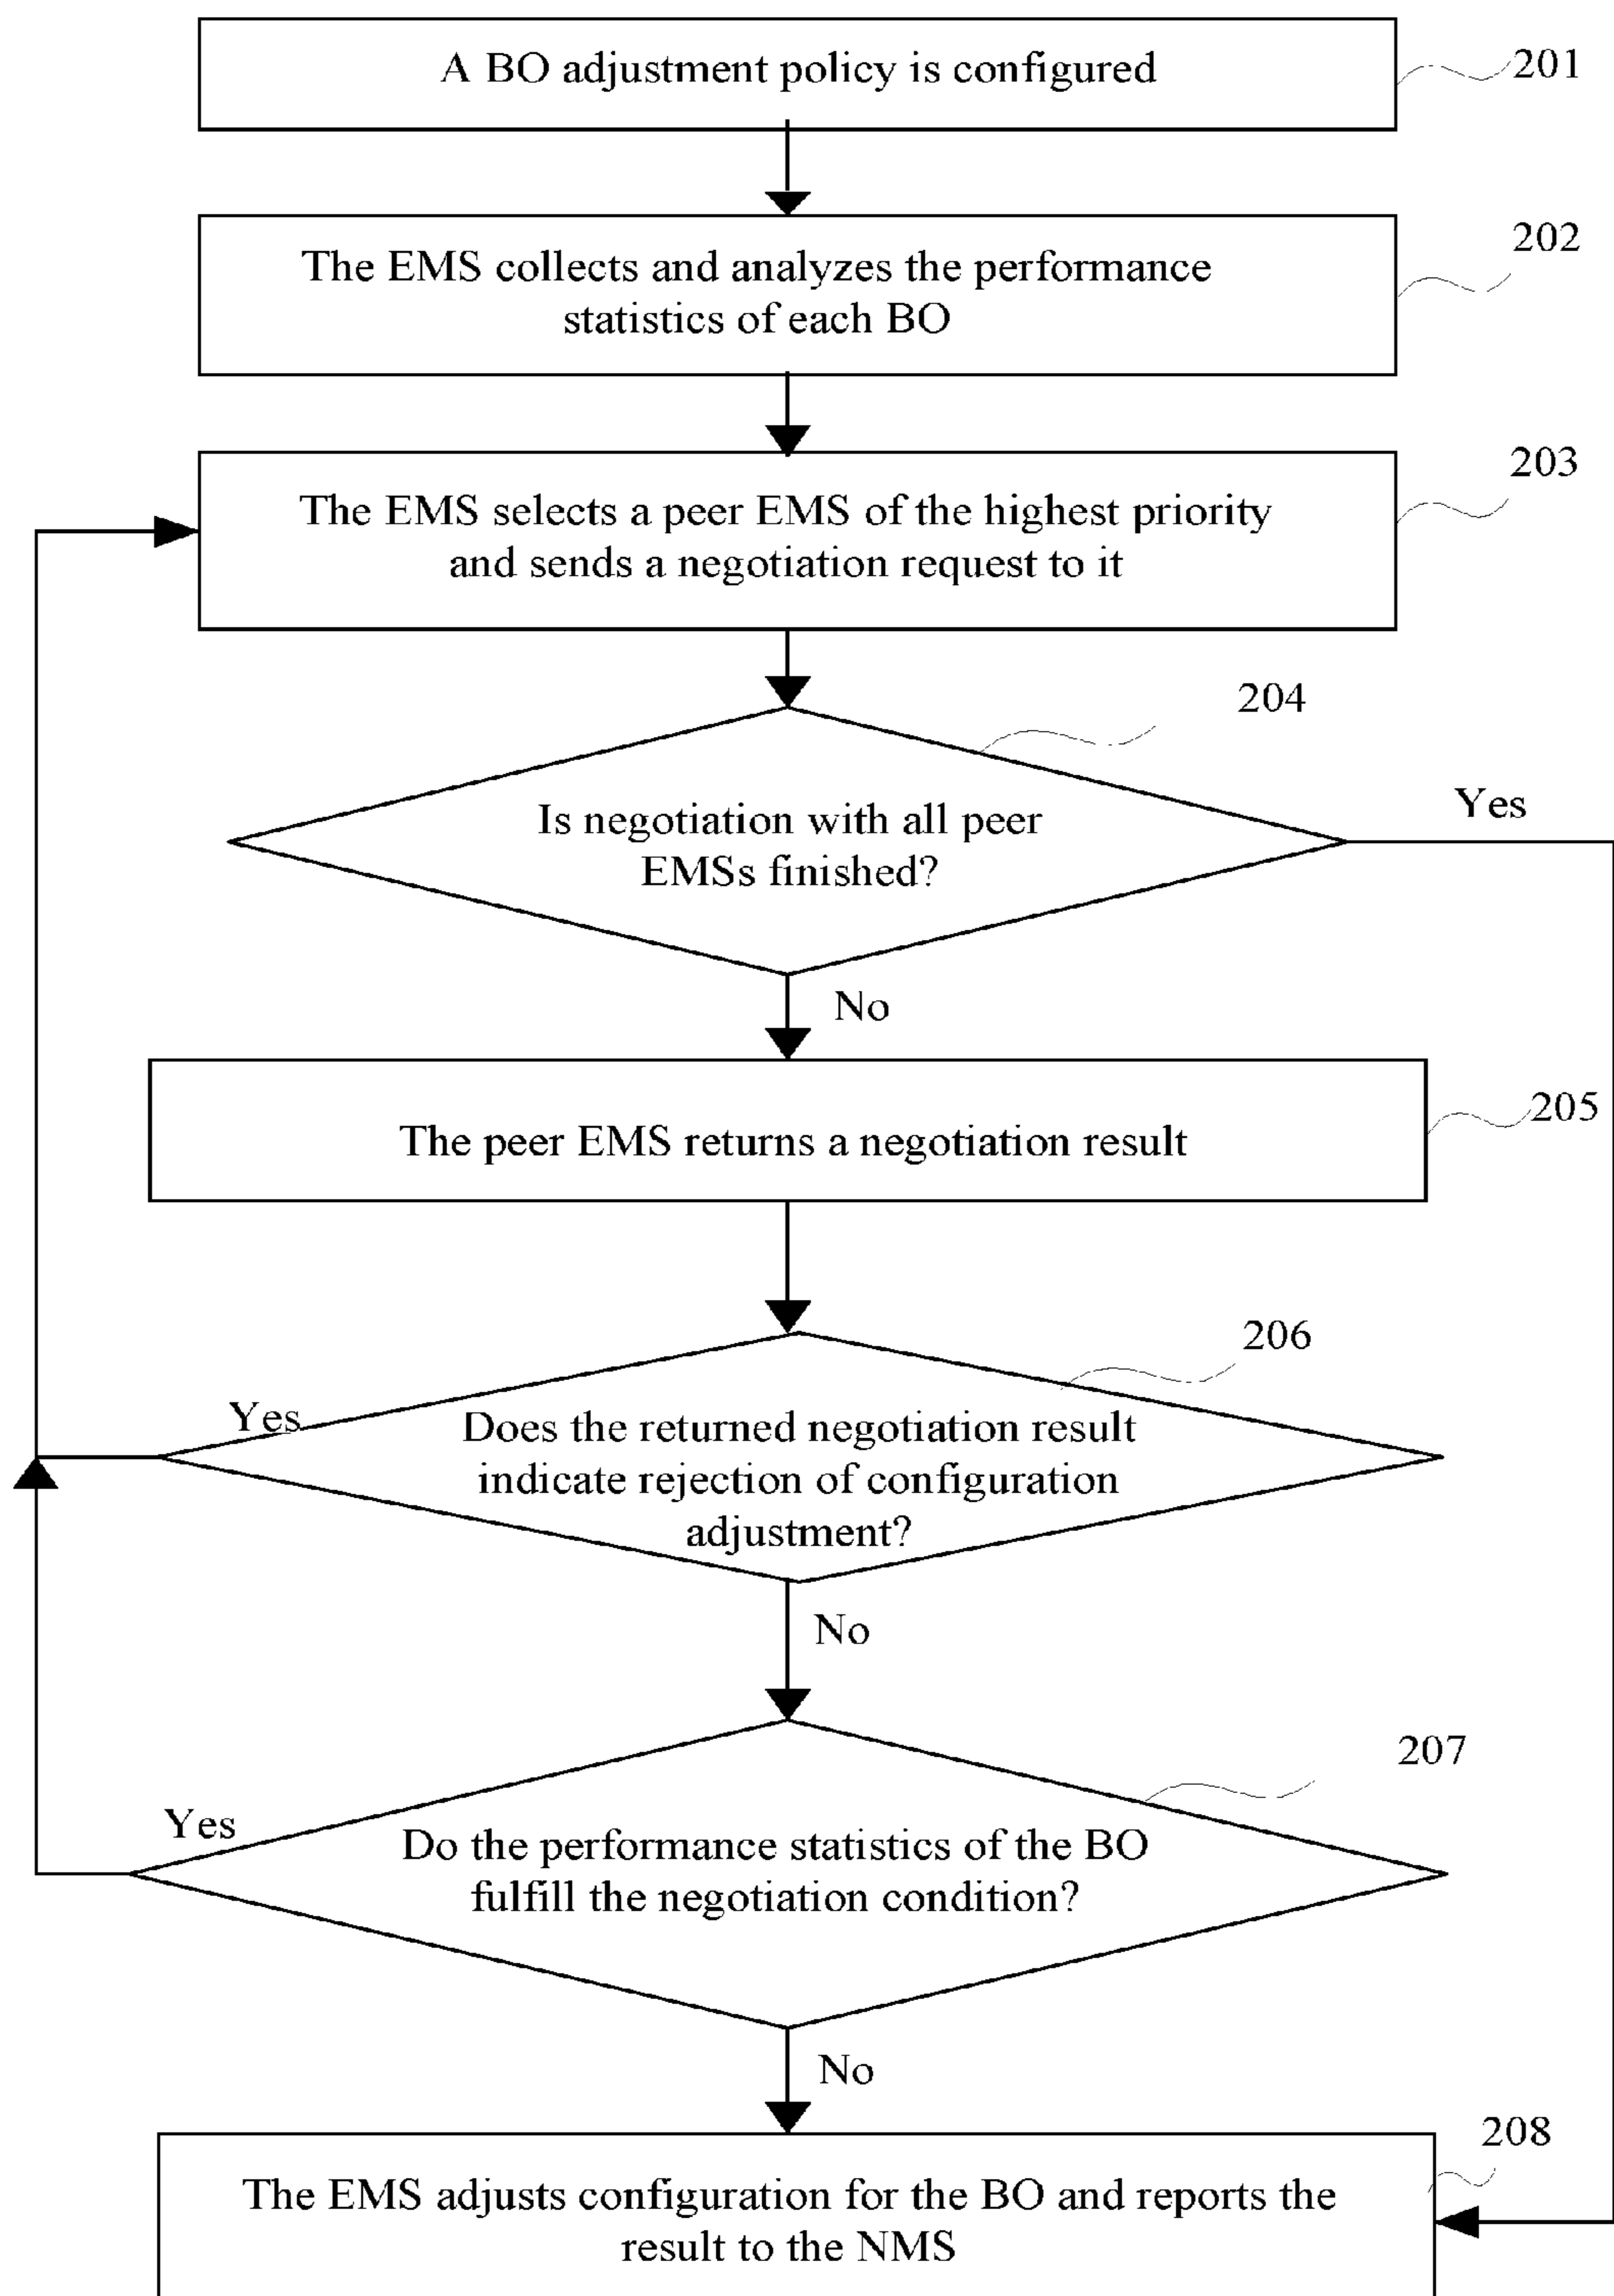 A BO adjustment policy is configured
201
The EMS collects and analyzes the performance
statistics of each BO
202
The EMS selects a peer EMS of the highest priority
and sends a negotiation request to it
203
204
Is negotiation with all peer
EMSs finished?
Yes
No
The peer EMS returns a negotiation result
205
206
Yes
Does the returned negotiation result
indicate rejection of configuration
adjustment?
No
207
Yes
Do the performance statistics of the BO
fulfill the negotiation condition?
No
208
The EMS adjusts configuration for the BO and reports the
result to the NMS